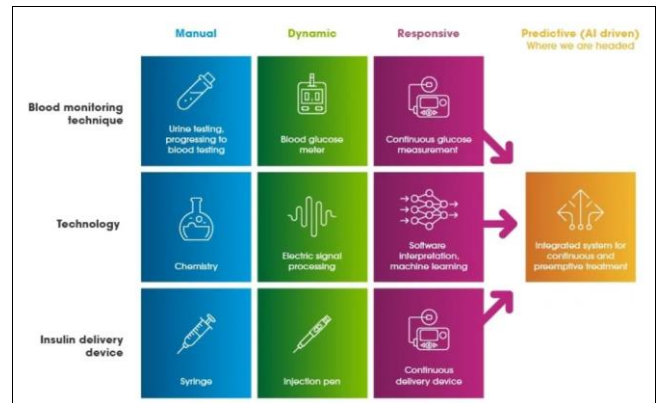 Manual
Dynamic
Responsive
Predictive (AI driven)
Where we are headed
Blood monitoring
technique
Urine testing,
progressing to
blood testing
Blood glucose
meter
Continuous glucose
measurement
Technology
Chemistry
Electric signal
processing
Software
interpretation,
machine learning
Integrated system for
continuous and
preemptive treatment
Insulin delivery
device
Syringe
Injection pen
Continuous
delivery device